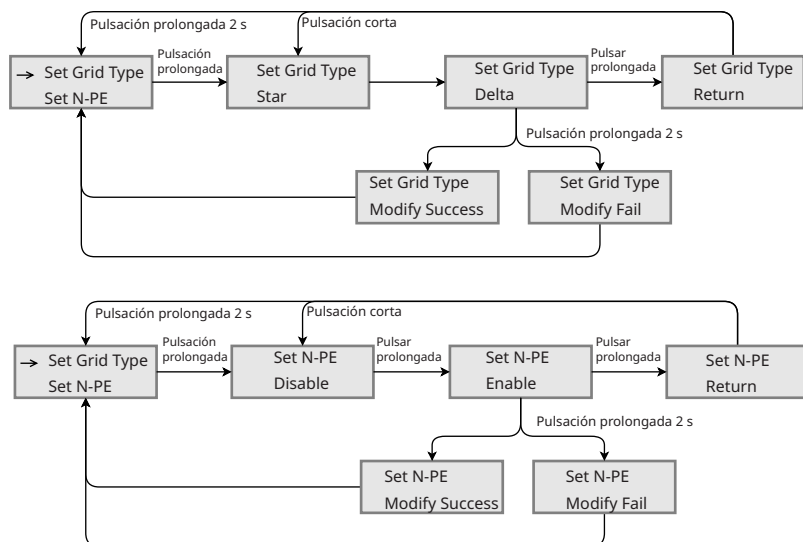 Pulsación prolongada 2 s
Pulsación corta
→ Set Grid Type
Set N-PE
Pulsación
prolongada
Set Grid Type
Star
Set Grid Type
Delta
Pulsar
prolongada
Set Grid Type
Return
Pulsación prolongada 2 s
Set Grid Type
Modify Success
Set Grid Type
Modify Fail
Pulsación prolongada 2 s
Pulsación corta
→ Set Grid Type
Set N-PE
Pulsación
prolongada
Set N-PE
Disable
Pulsar
prolongada
Set N-PE
Enable
Pulsar
prolongada
Set N-PE
Return
Pulsación prolongada 2 s
Set N-PE
Modify Success
Set N-PE
Modify Fail